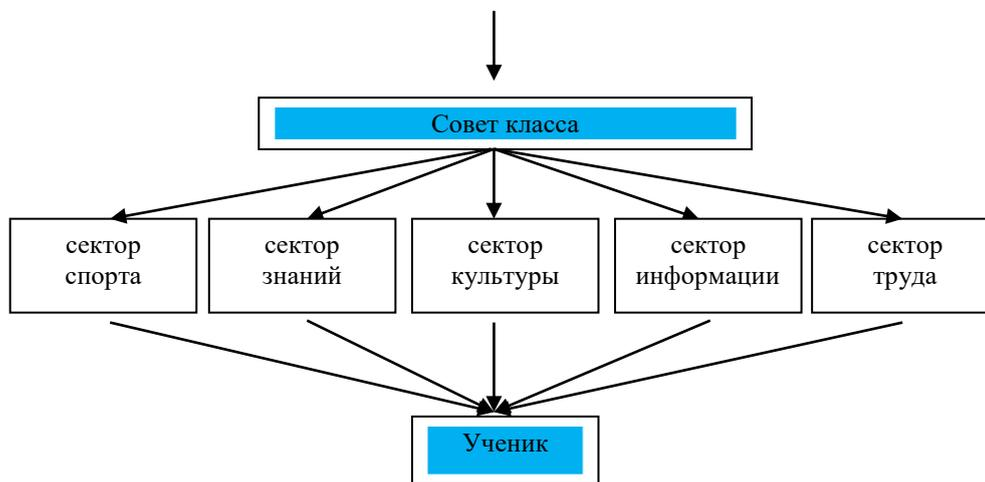 Совет класса
сектор
спорта
сектор
знаний
сектор
культуры
сектор
информации
сектор
труда
Ученик